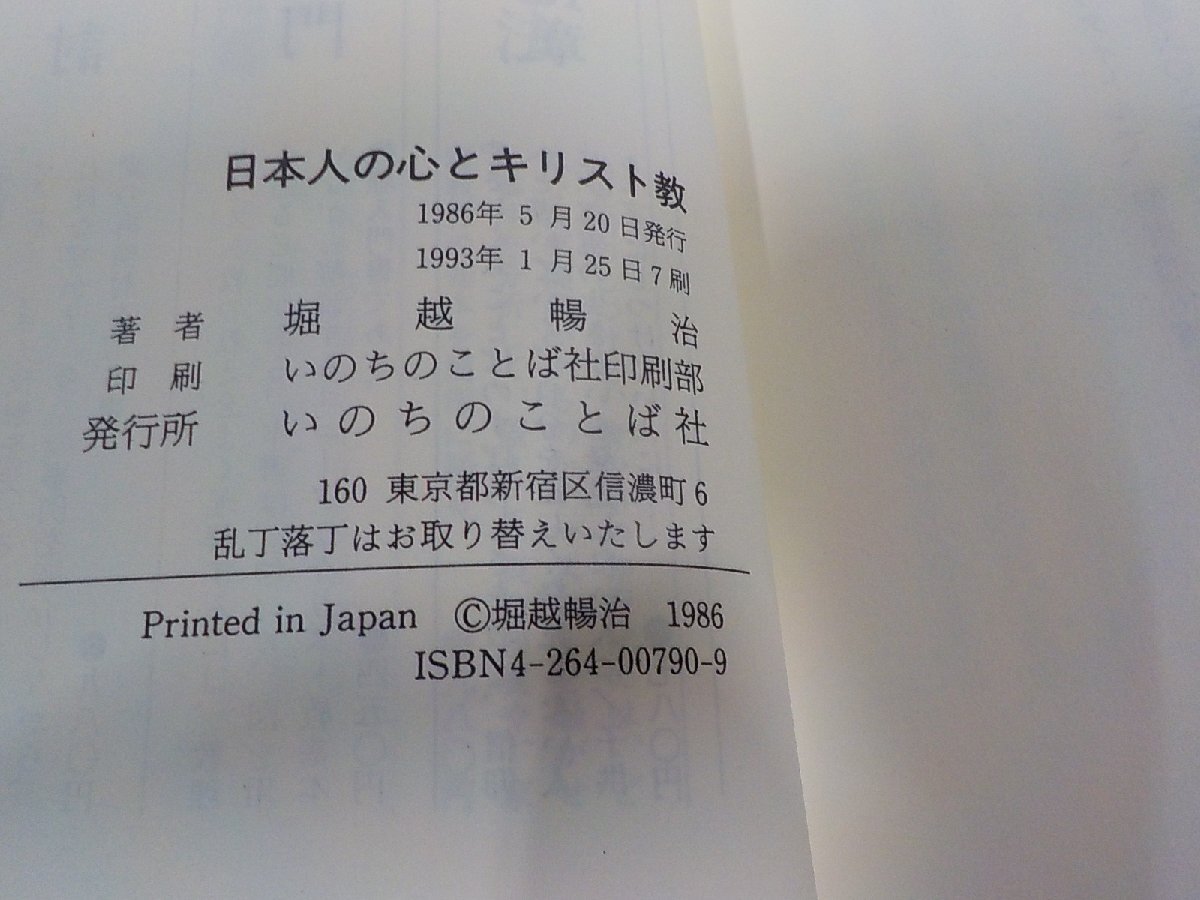 日本人の心とキリスト教
1986年 5 月 20 日発行
1993年 1 月 25 日 7 刷
著 者 堀 越 暢 治
印 刷 いのちのことば社印刷部
発行所 いのちのことば社
160 東京都新宿区信濃町 6
乱丁落丁はお取り替えいたします
Printed in Japan ©堀越暢治 1986
ISBN4-264-00790-9